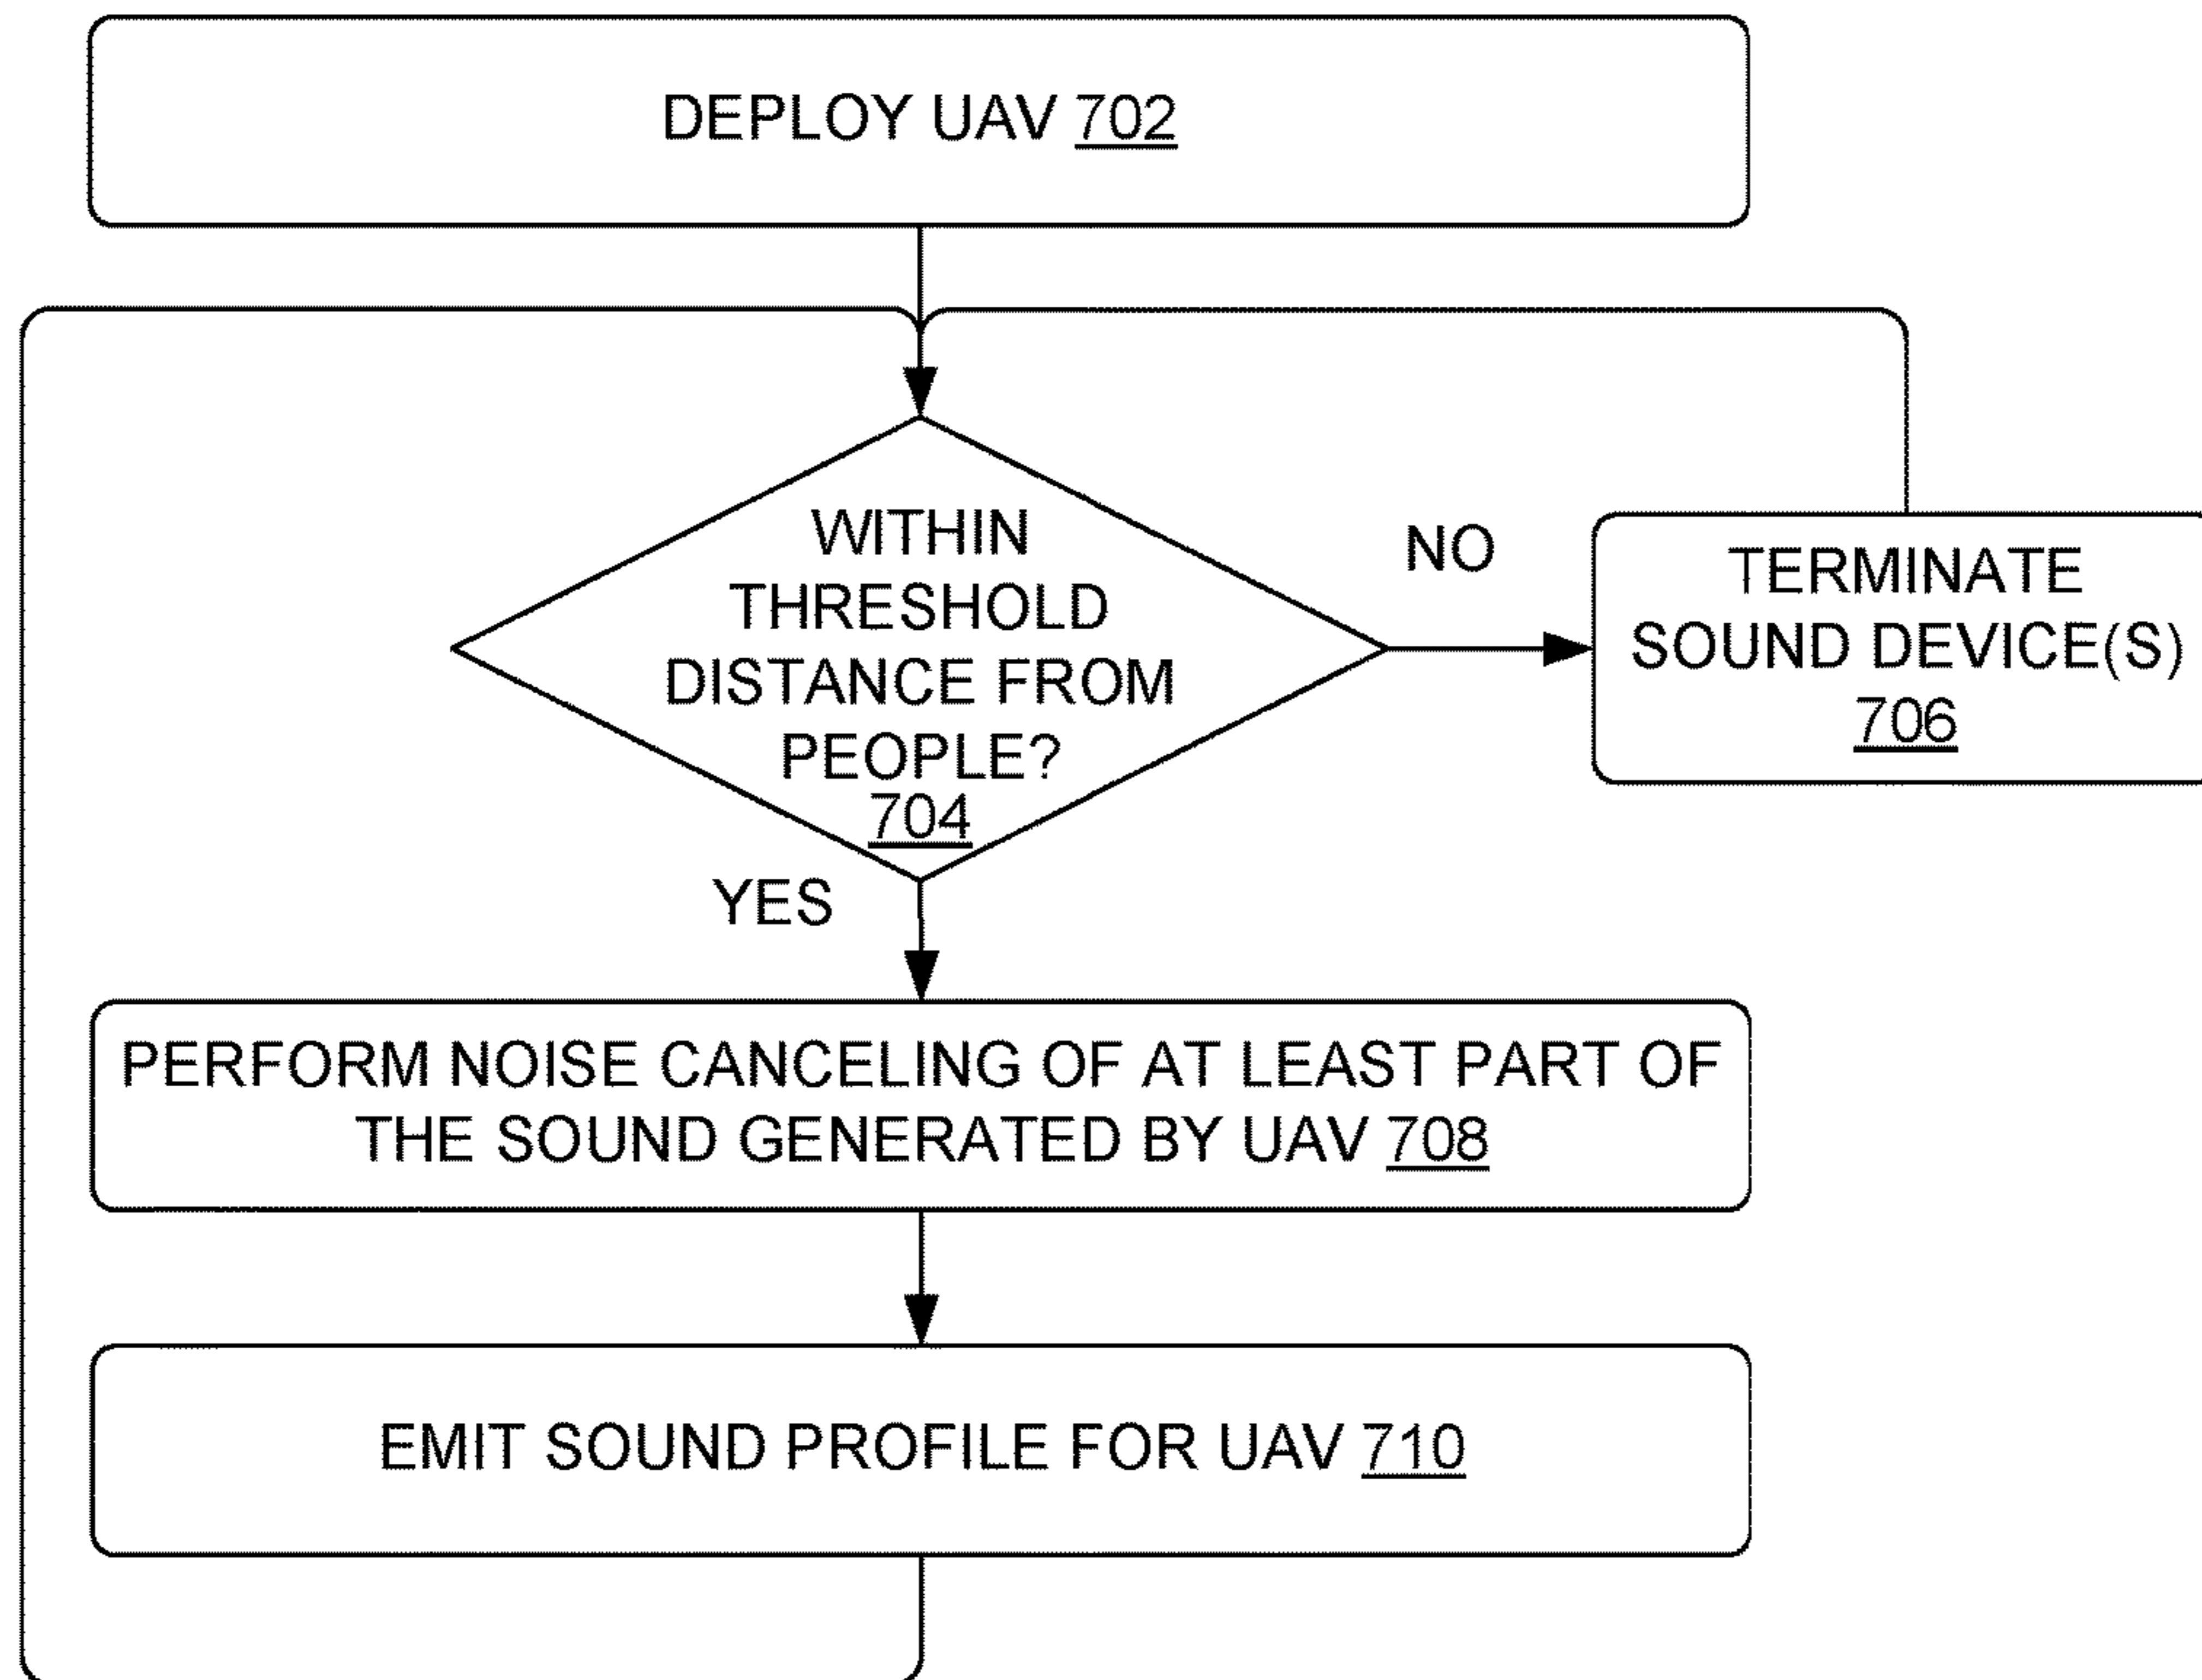 DEPLOY UAV 702
WITHIN
THRESHOLD
DISTANCE FROM
PEOPLE?
704
NO
TERMINATE
SOUND DEVICE(S)
706
YES
PERFORM NOISE CANCELING OF AT LEAST PART OF
THE SOUND GENERATED BY UAV 708
EMIT SOUND PROFILE FOR UAV 710